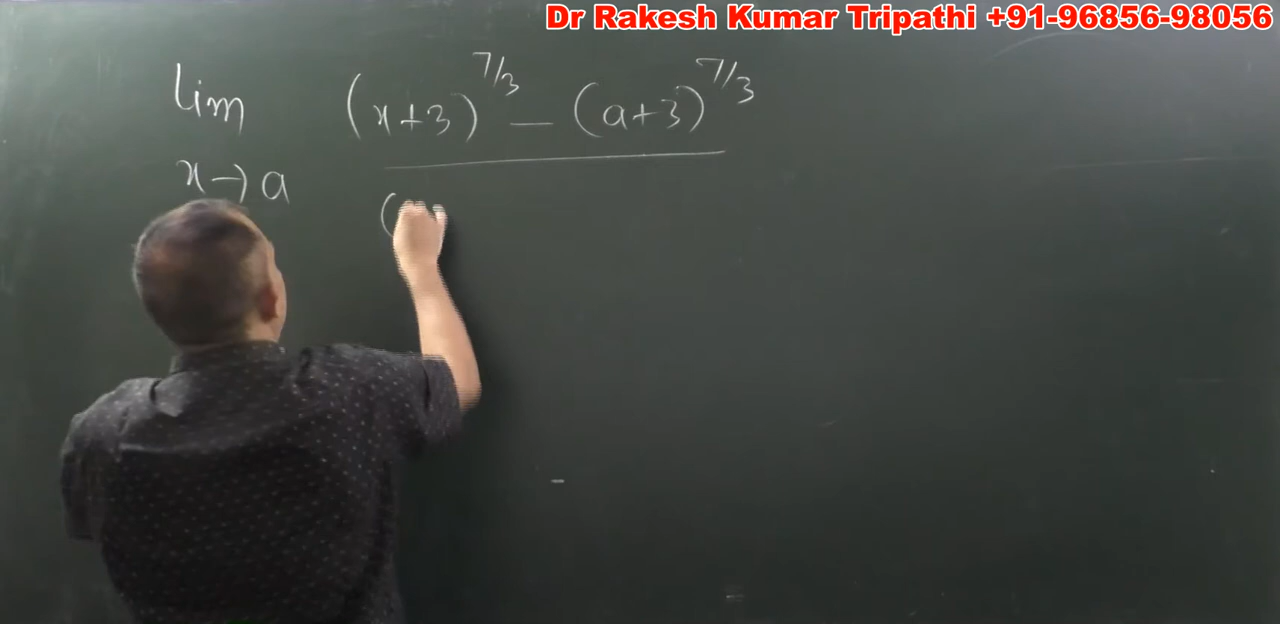 Dr Rakesh Kumar Tripathi +91-96856-98056
lim (x+3)^7/3 - (a+3)^7/3
x→a (